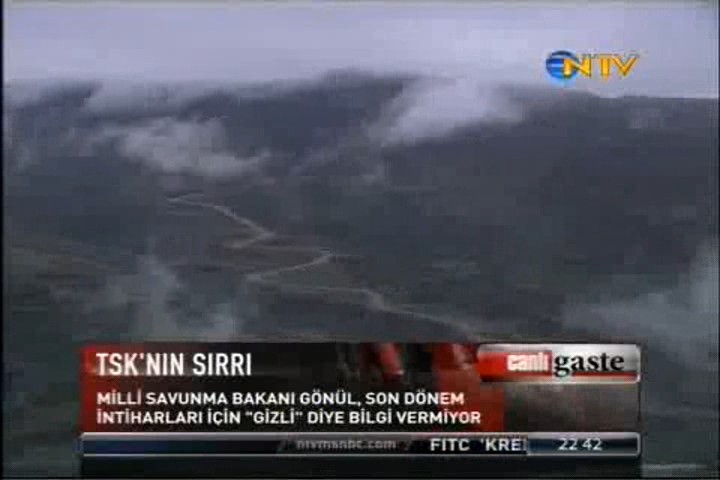 NTV
TSK'NIN SIRRI
canlı gaste
MİLLİ SAVUNMA BAKANI GÖNÜL, SON DÖNEM
İNTİHARLARI İÇİN "GİZLİ" DİYE BİLGİ VERMİYOR
ntvmsnbc.com FITC 'KRE 22:42